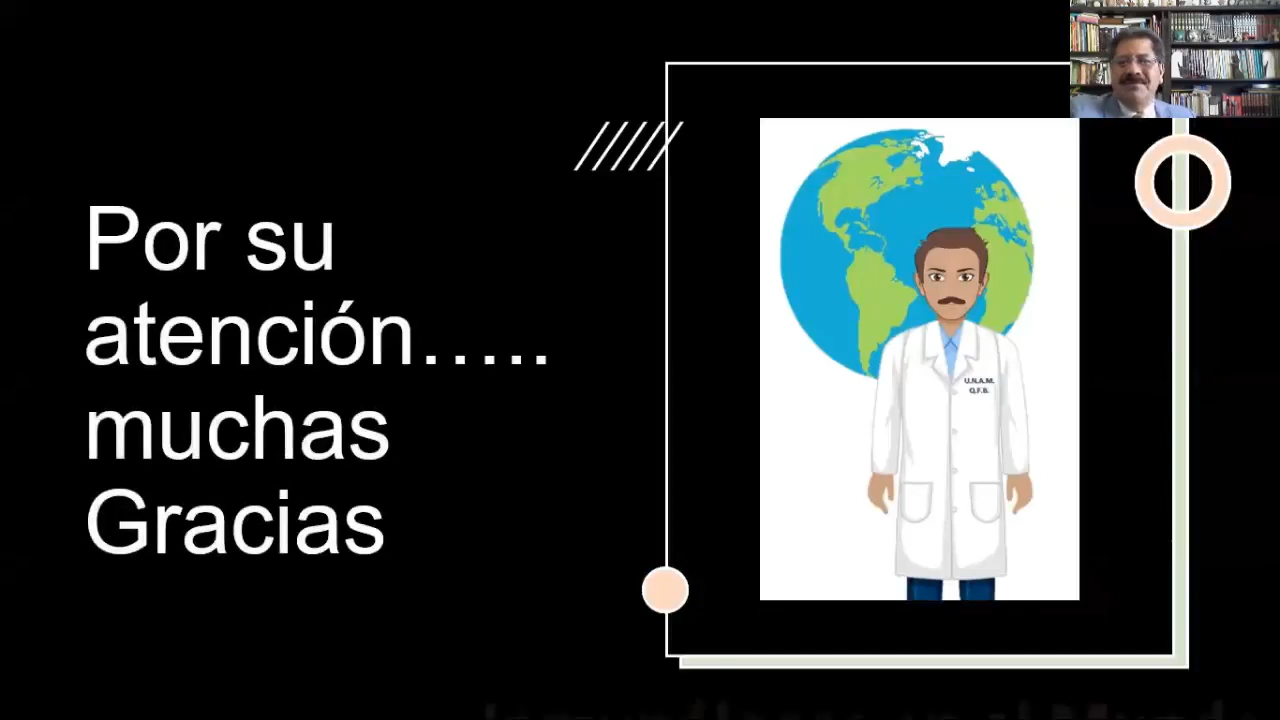 Por su
atención.....
muchas
Gracias
U.N.A.M.
Q.F.B.